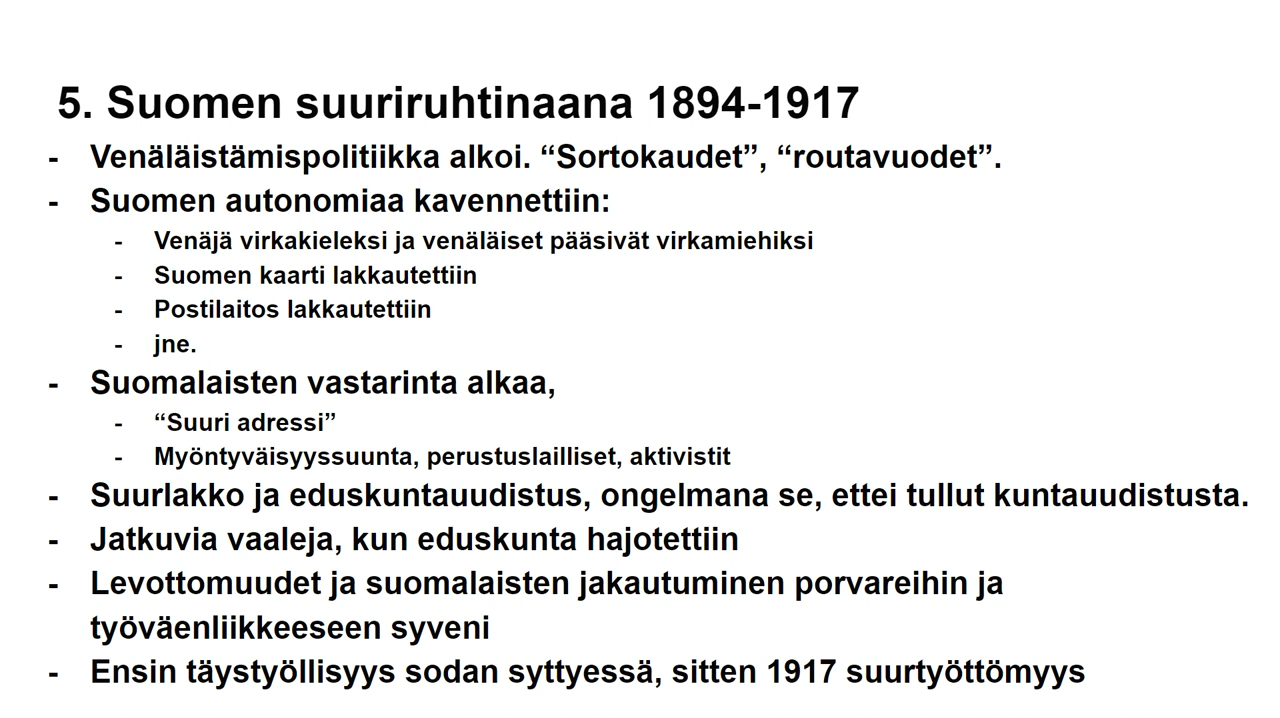 5. Suomen suuriruhtinaana 1894-1917
- Venäläistämispolitiikka alkoi. “Sortokaudet”, “routavuodet”.
- Suomen autonomiaa kavennettiin:
- Venäjä virkakieleksi ja venäläiset pääsivät virkamiehiksi
- Suomen kaarti lakkautettiin
- Postilaitos lakkautettiin
- jne.
- Suomalaisten vastarinta alkaa,
- “Suuri adressi”
- Myöntyväisyyssuunta, perustuslailliset, aktivistit
- Suurlakko ja eduskuntauudistus, ongelmana se, ettei tullut kuntauudistusta.
- Jatkuvia vaaleja, kun eduskunta hajotettiin
- Levottomuudet ja suomalaisten jakautuminen porvareihin ja
työväenliikkeeseen syveni
- Ensin täystyöllisyys sodan syttyessä, sitten 1917 suurtyöttömyys